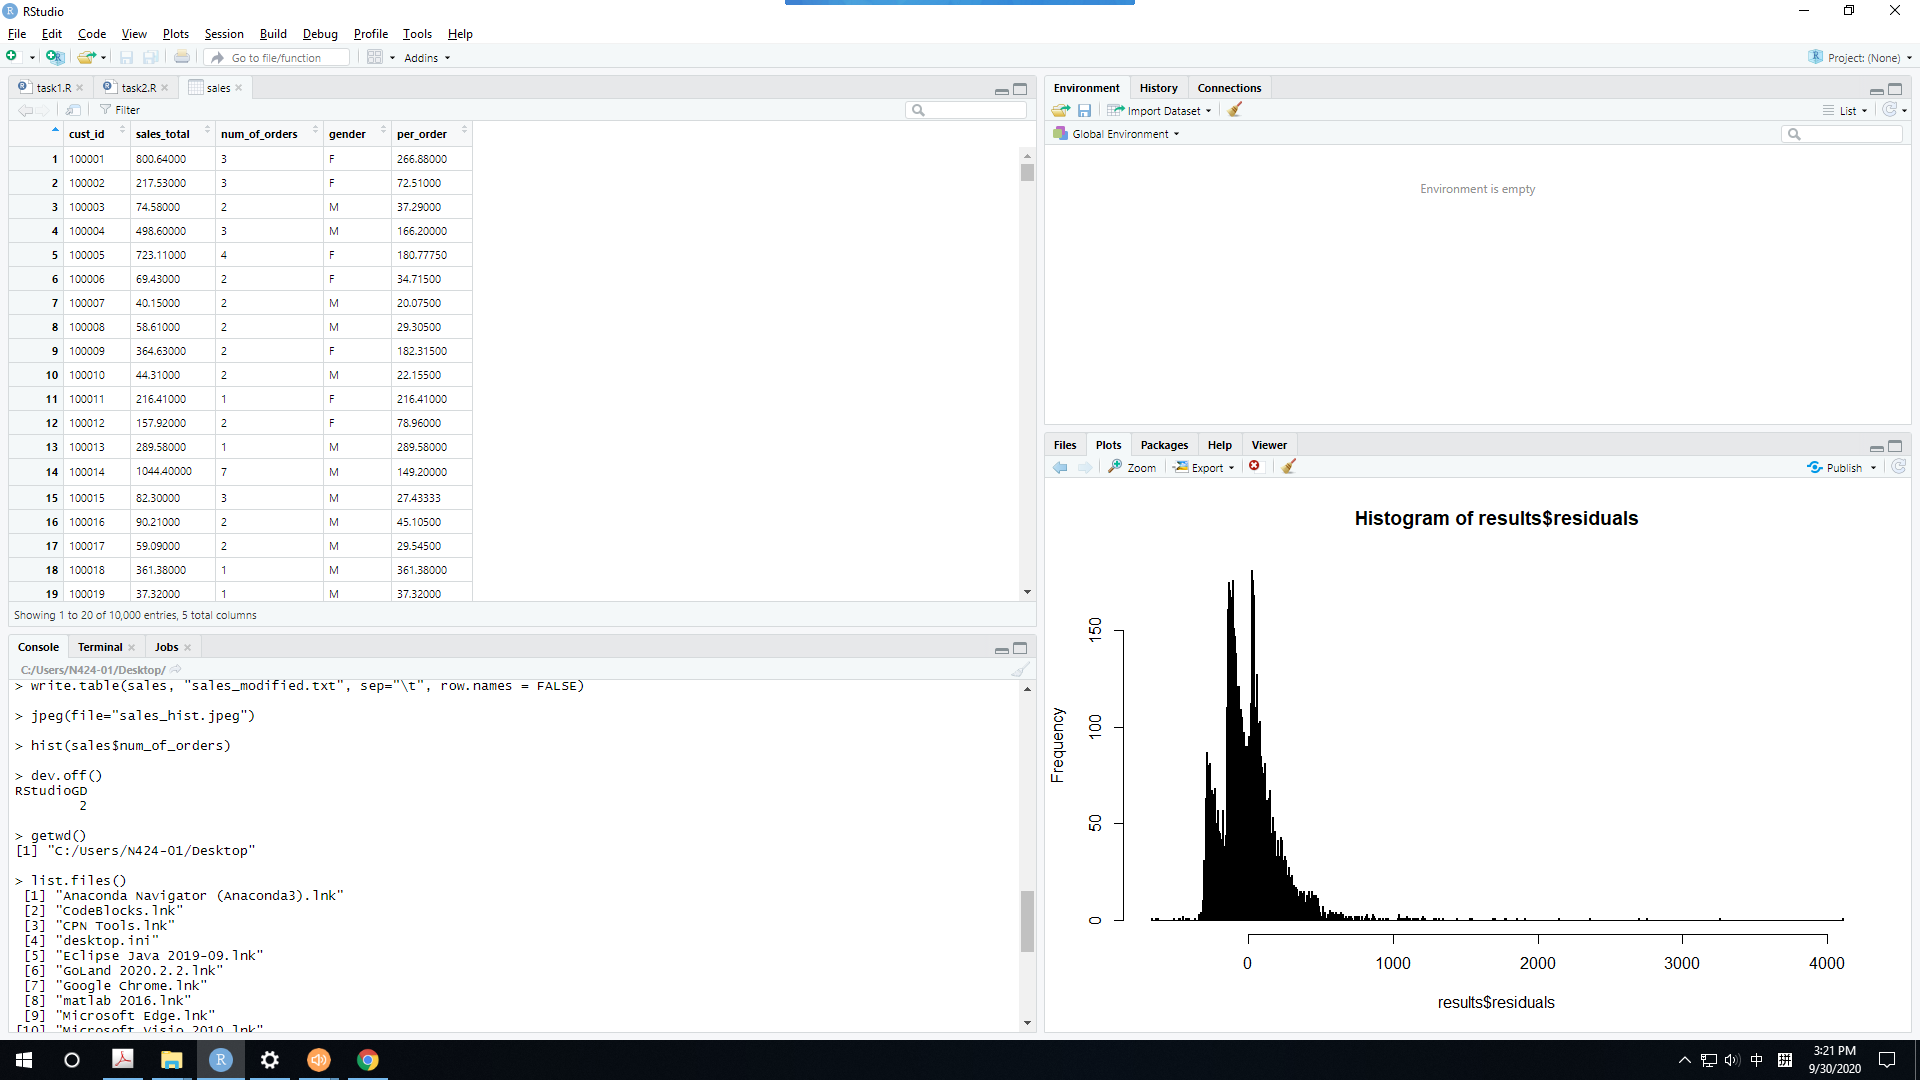 RStudio
File Edit Code View Plots Session Build Debug Profile Tools Help
Go to file/function Addins Project: (None)
task1.R task2.R sales
Filter
cust_id sales_total num_of_orders gender per_order
1 100001 800.64000 3 F 266.88000
2 100002 217.53000 3 F 72.51000
3 100003 74.58000 2 M 37.29000
4 100004 498.60000 3 M 166.20000
5 100005 723.11000 4 F 180.77750
6 100006 69.43000 2 F 34.71500
7 100007 40.15000 2 M 20.07500
8 100008 58.61000 2 M 29.30500
9 100009 364.63000 2 F 182.31500
10 100010 44.31000 2 M 22.15500
11 100011 216.41000 1 F 216.41000
12 100012 157.92000 2 F 78.96000
13 100013 289.58000 1 M 289.58000
14 100014 1044.40000 7 M 149.20000
15 100015 82.30000 3 M 27.43333
16 100016 90.21000 2 M 45.10500
17 100017 59.09000 2 M 29.54500
18 100018 361.38000 1 M 361.38000
19 100019 37.32000 1 M 37.32000
Showing 1 to 20 of 10,000 entries, 5 total columns
Console Terminal Jobs
C:/Users/N424-01/Desktop/
> write.table(sales, "sales_modified.txt", sep="\t", row.names = FALSE)
> jpeg(file="sales_hist.jpeg")
> hist(sales$num_of_orders)
> dev.off()
RStudioGD
2
> getwd()
[1] "C:/Users/N424-01/Desktop"
> list.files()
[1] "Anaconda Navigator (Anaconda3).lnk"
[2] "CodeBlocks.lnk"
[3] "CPN Tools.lnk"
[4] "desktop.ini"
[5] "Eclipse Java 2019-09.lnk"
[6] "GoLand 2020.2.2.lnk"
[7] "Google Chrome.lnk"
[8] "matlab 2016.lnk"
[9] "Microsoft Edge.lnk"
[10] "Microsoft Visio 2010.lnk"
Environment History Connections
Import Dataset List
Global Environment
Environment is empty
Files Plots Packages Help Viewer
Zoom Export Publish
Histogram of results$residuals
Frequency
150
100
50
0
0 1000 2000 3000 4000
results$residuals
中 拼 3:21 PM
9/30/2020